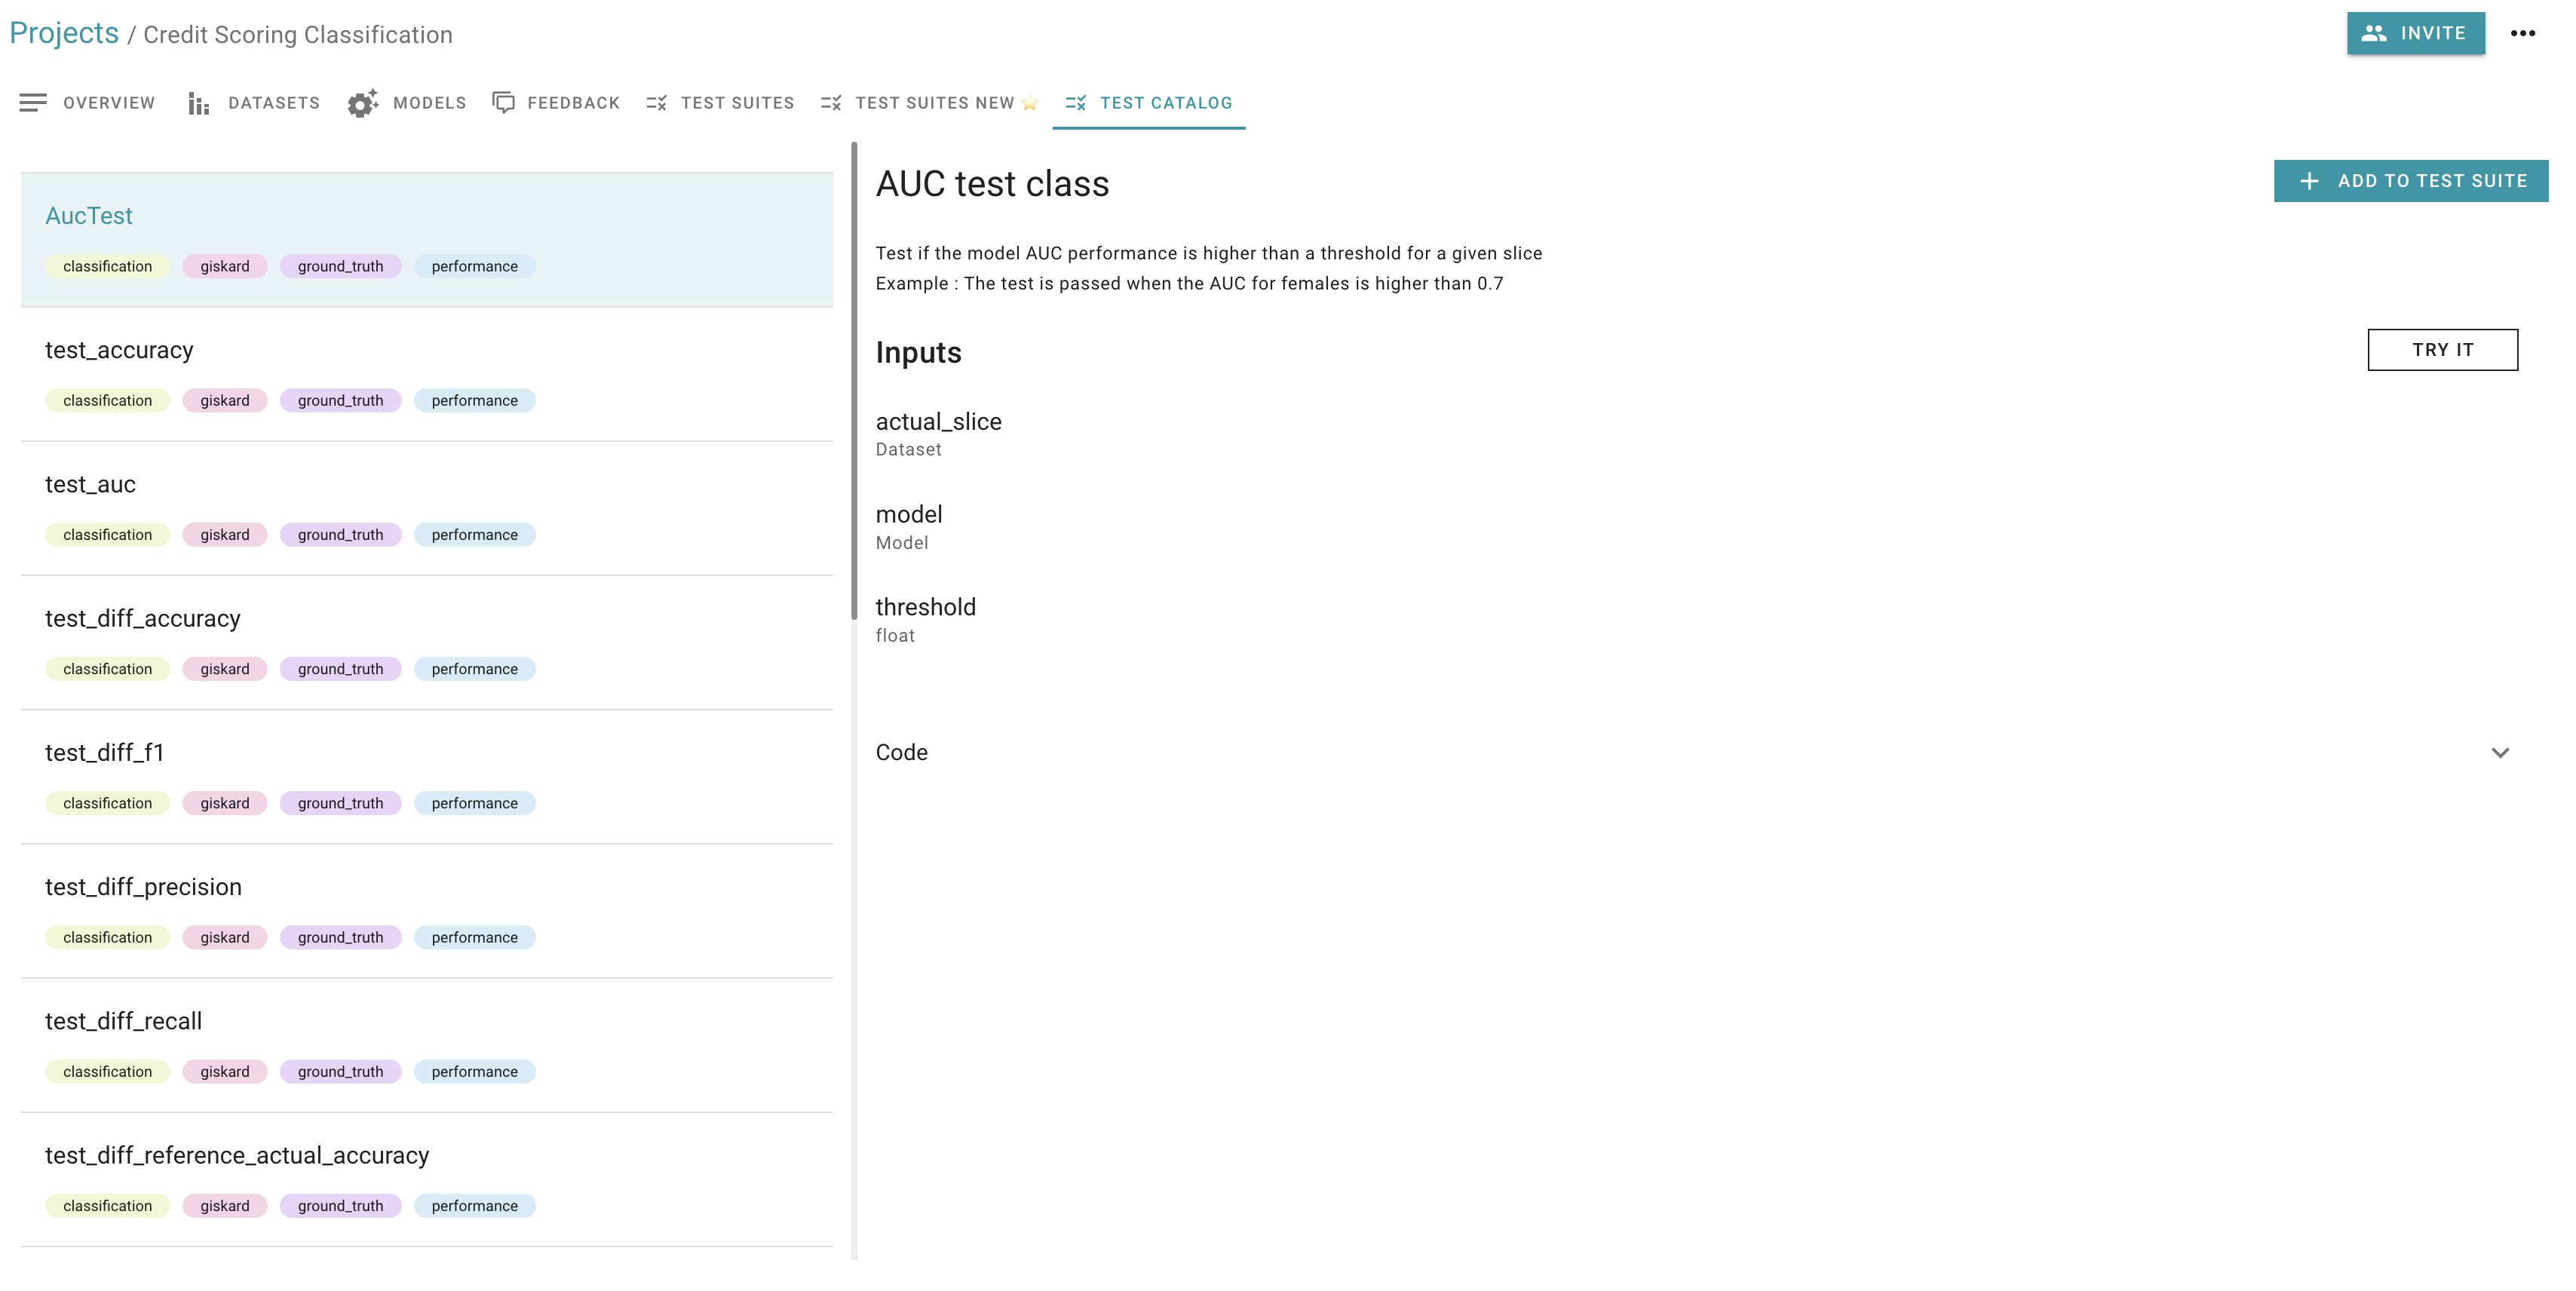 Projects / Credit Scoring Classification
INVITE
OVERVIEW DATASETS MODELS FEEDBACK TEST SUITES TEST SUITES NEW ⭐ TEST CATALOG
AucTest
classification giskard ground_truth performance
test_accuracy
classification giskard ground_truth performance
test_auc
classification giskard ground_truth performance
test_diff_accuracy
classification giskard ground_truth performance
test_diff_f1
classification giskard ground_truth performance
test_diff_precision
classification giskard ground_truth performance
test_diff_recall
classification giskard ground_truth performance
test_diff_reference_actual_accuracy
classification giskard ground_truth performance
AUC test class
ADD TO TEST SUITE
Test if the model AUC performance is higher than a threshold for a given slice
Example : The test is passed when the AUC for females is higher than 0.7
Inputs
TRY IT
actual_slice
Dataset
model
Model
threshold
float
Code